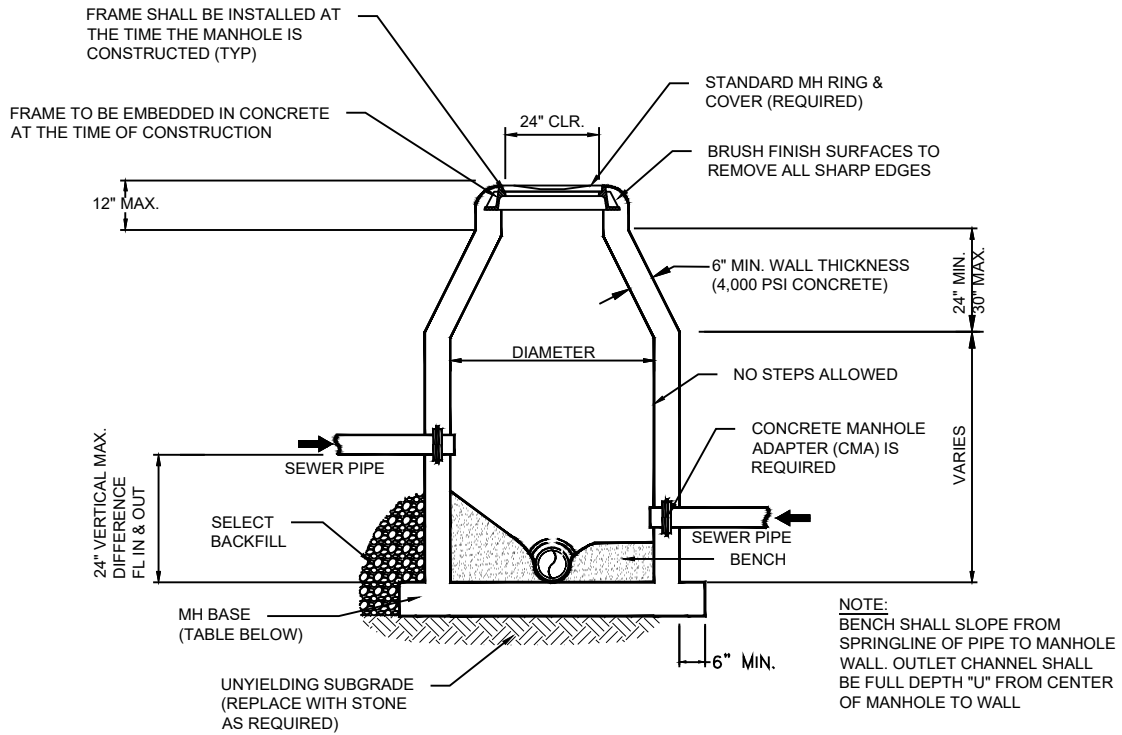 FRAME SHALL BE INSTALLED AT
THE TIME THE MANHOLE IS
CONSTRUCTED (TYP)
STANDARD MH RING &
COVER (REQUIRED)
FRAME TO BE EMBEDDED IN CONCRETE
AT THE TIME OF CONSTRUCTION
24" CLR.
BRUSH FINISH SURFACES TO
REMOVE ALL SHARP EDGES
12" MAX.
6" MIN. WALL THICKNESS
(4,000 PSI CONCRETE)
24" MIN.
30" MAX.
DIAMETER
NO STEPS ALLOWED
CONCRETE MANHOLE
ADAPTER (CMA) IS
REQUIRED
VARIES
SEWER PIPE
24" VERTICAL MAX.
DIFFERENCE
FL IN & OUT
SELECT
BACKFILL
SEWER PIPE
BENCH
MH BASE
(TABLE BELOW)
NOTE:
BENCH SHALL SLOPE FROM
SPRINGLINE OF PIPE TO MANHOLE
WALL. OUTLET CHANNEL SHALL
BE FULL DEPTH "U" FROM CENTER
OF MANHOLE TO WALL
6" MIN.
UNYIELDING SUBGRADE
(REPLACE WITH STONE
AS REQUIRED)